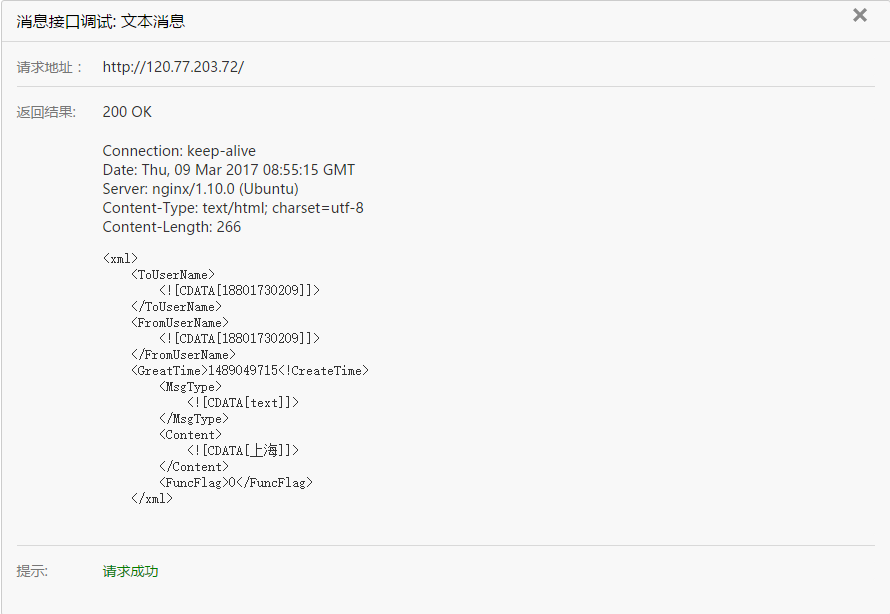 消息接口调试: 文本消息
请求地址： http://120.77.203.72/
返回结果: 200 OK
Connection: keep-alive
Date: Thu, 09 Mar 2017 08:55:15 GMT
Server: nginx/1.10.0 (Ubuntu)
Content-Type: text/html; charset=utf-8
Content-Length: 266
<xml>
<ToUserName>
<![CDATA[18801730209]]>
</ToUserName>
<FromUserName>
<![CDATA[18801730209]]>
</FromUserName>
<GreatTime>1489049715<!CreateTime>
<MsgType>
<![CDATA[text]]>
</MsgType>
<Content>
<![CDATA[上海]]>
</Content>
<FuncFlag>0</FuncFlag>
</xml>
提示: 请求成功